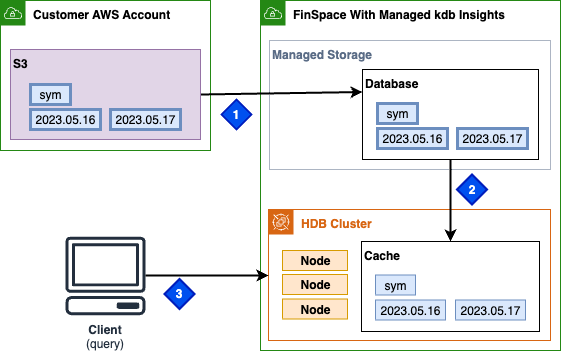 Customer AWS Account
FinSpace With Managed kdb Insights
S3
sym
2023.05.16 2023.05.17
1
Managed Storage
Database
sym
2023.05.16 2023.05.17
2
HDB Cluster
Node
Node
Node
Cache
sym
2023.05.16 2023.05.17
3
Client
(query)